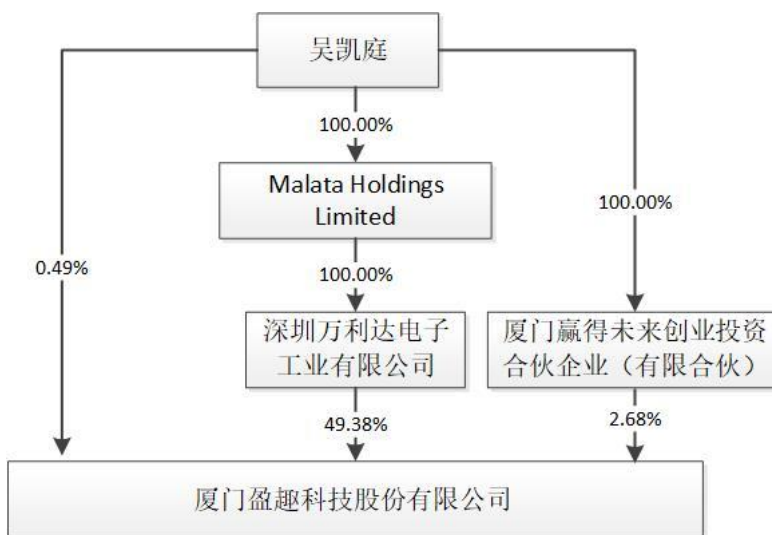 吴凯庭
100.00%
Malata Holdings
Limited
100.00%
0.49%
100.00%
深圳万利达电子
工业有限公司
厦门赢得未来创业投资
合伙企业（有限合伙）
49.38%
2.68%
厦门盈趣科技股份有限公司